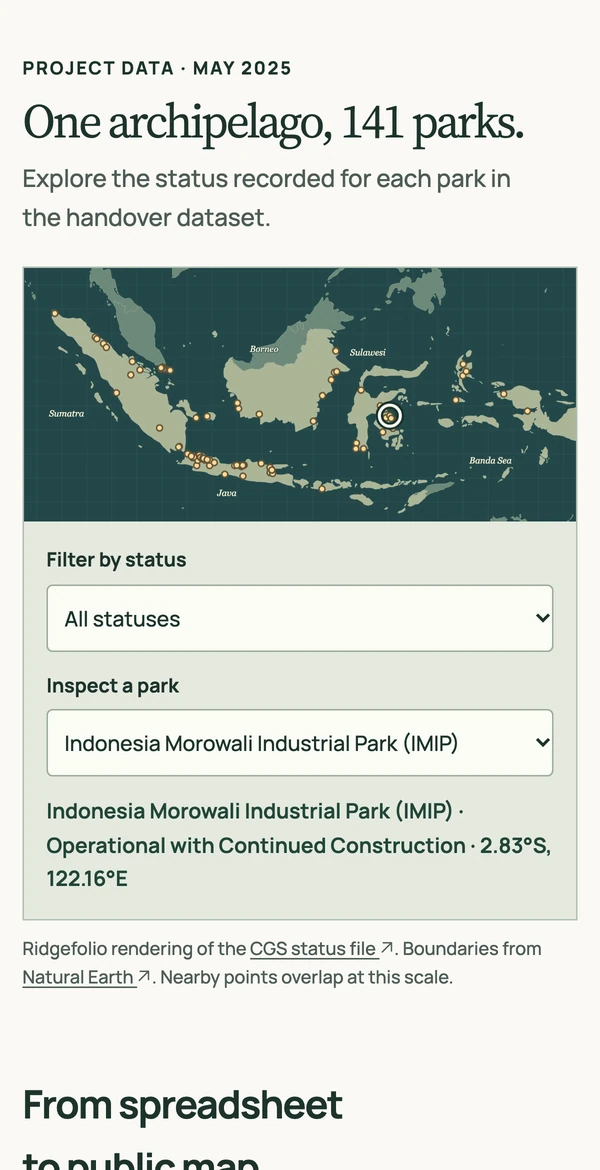 PROJECT DATA · MAY 2025
One archipelago, 141 parks.
Explore the status recorded for each park in
the handover dataset.
Borneo
Sulawesi
Sumatra
Banda Sea
Java
Filter by status
All statuses
Inspect a park
Indonesia Morowali Industrial Park (IMIP)
Indonesia Morowali Industrial Park (IMIP) ·
Operational with Continued Construction · 2.83°S,
122.16°E
Ridgefolio rendering of the CGS status file ↗. Boundaries from
Natural Earth ↗. Nearby points overlap at this scale.
From spreadsheet
to public map